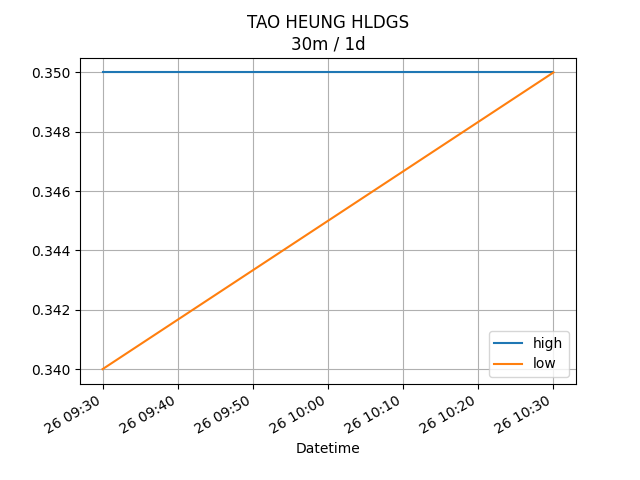 TAO HEUNG HLDGS
30m / 1d
0.350
0.348
0.346
0.344
0.342
0.340
high
low
26 09:30
26 09:40
26 09:50
26 10:00
26 10:10
26 10:20
26 10:30
Datetime